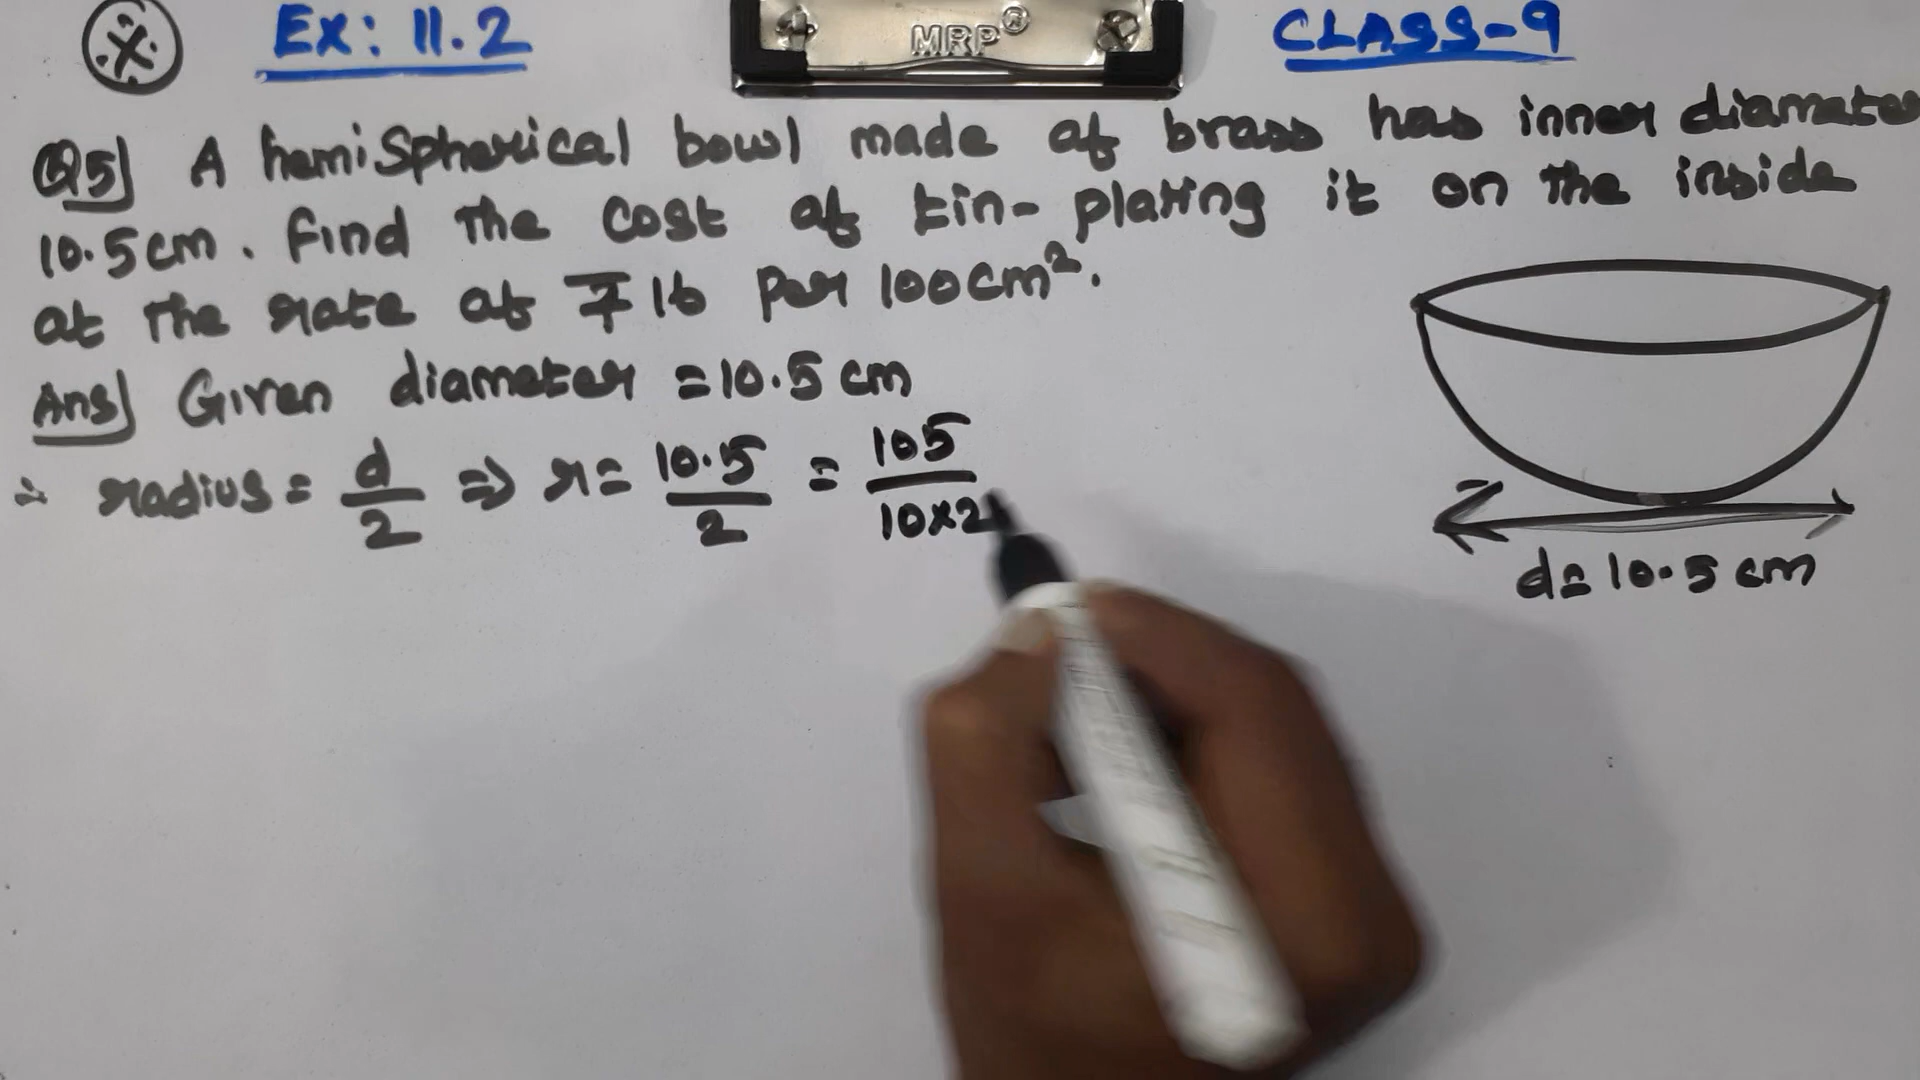 Ex: 11.2
MRP®
CLASS-9
Q5] A hemispherical bowl made of brass has inner diameter
10.5cm. find the cost of tin-plating it on the inside
at the rate of ₹ 16 per 100cm².
Ans] Given diameter = 10.5 cm
∴ radius = d/2 ⇒ r = 10.5/2 = 105/10×2
d = 10.5 cm